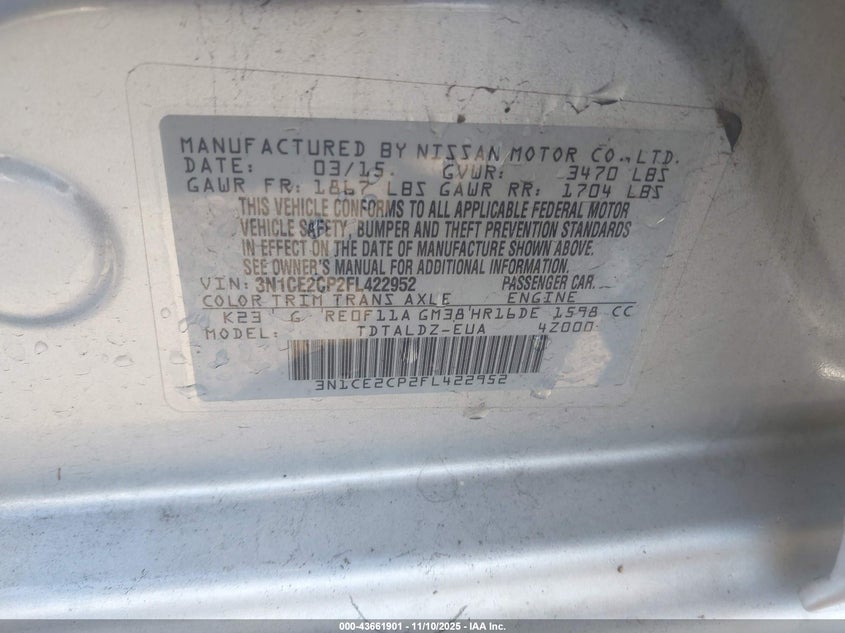 MANUFACTURED BY NISSAN MOTOR CO., LTD.
DATE: 03/15. GVWR: 3470 LBS
GAWR FR: 1867 LBS GAWR RR: 1704 LBS
THIS VEHICLE CONFORMS TO ALL APPLICABLE FEDERAL MOTOR
VEHICLE SAFETY, BUMPER AND THEFT PREVENTION STANDARDS
IN EFFECT ON THE DATE OF MANUFACTURE SHOWN ABOVE.
SEE OWNER'S MANUAL FOR ADDITIONAL INFORMATION.
VIN: 3N1CE2CP2FL422952 PASSENGER CAR.
COLOR TRIM TRANS AXLE ENGINE
K23 G RE0F11A GM38 HR16DE 1598 CC
MODEL: TDTALDZ-EUA 4Z000
3N1CE2CP2FL422952
000-43661901 - 11/10/2025 - IAA Inc.